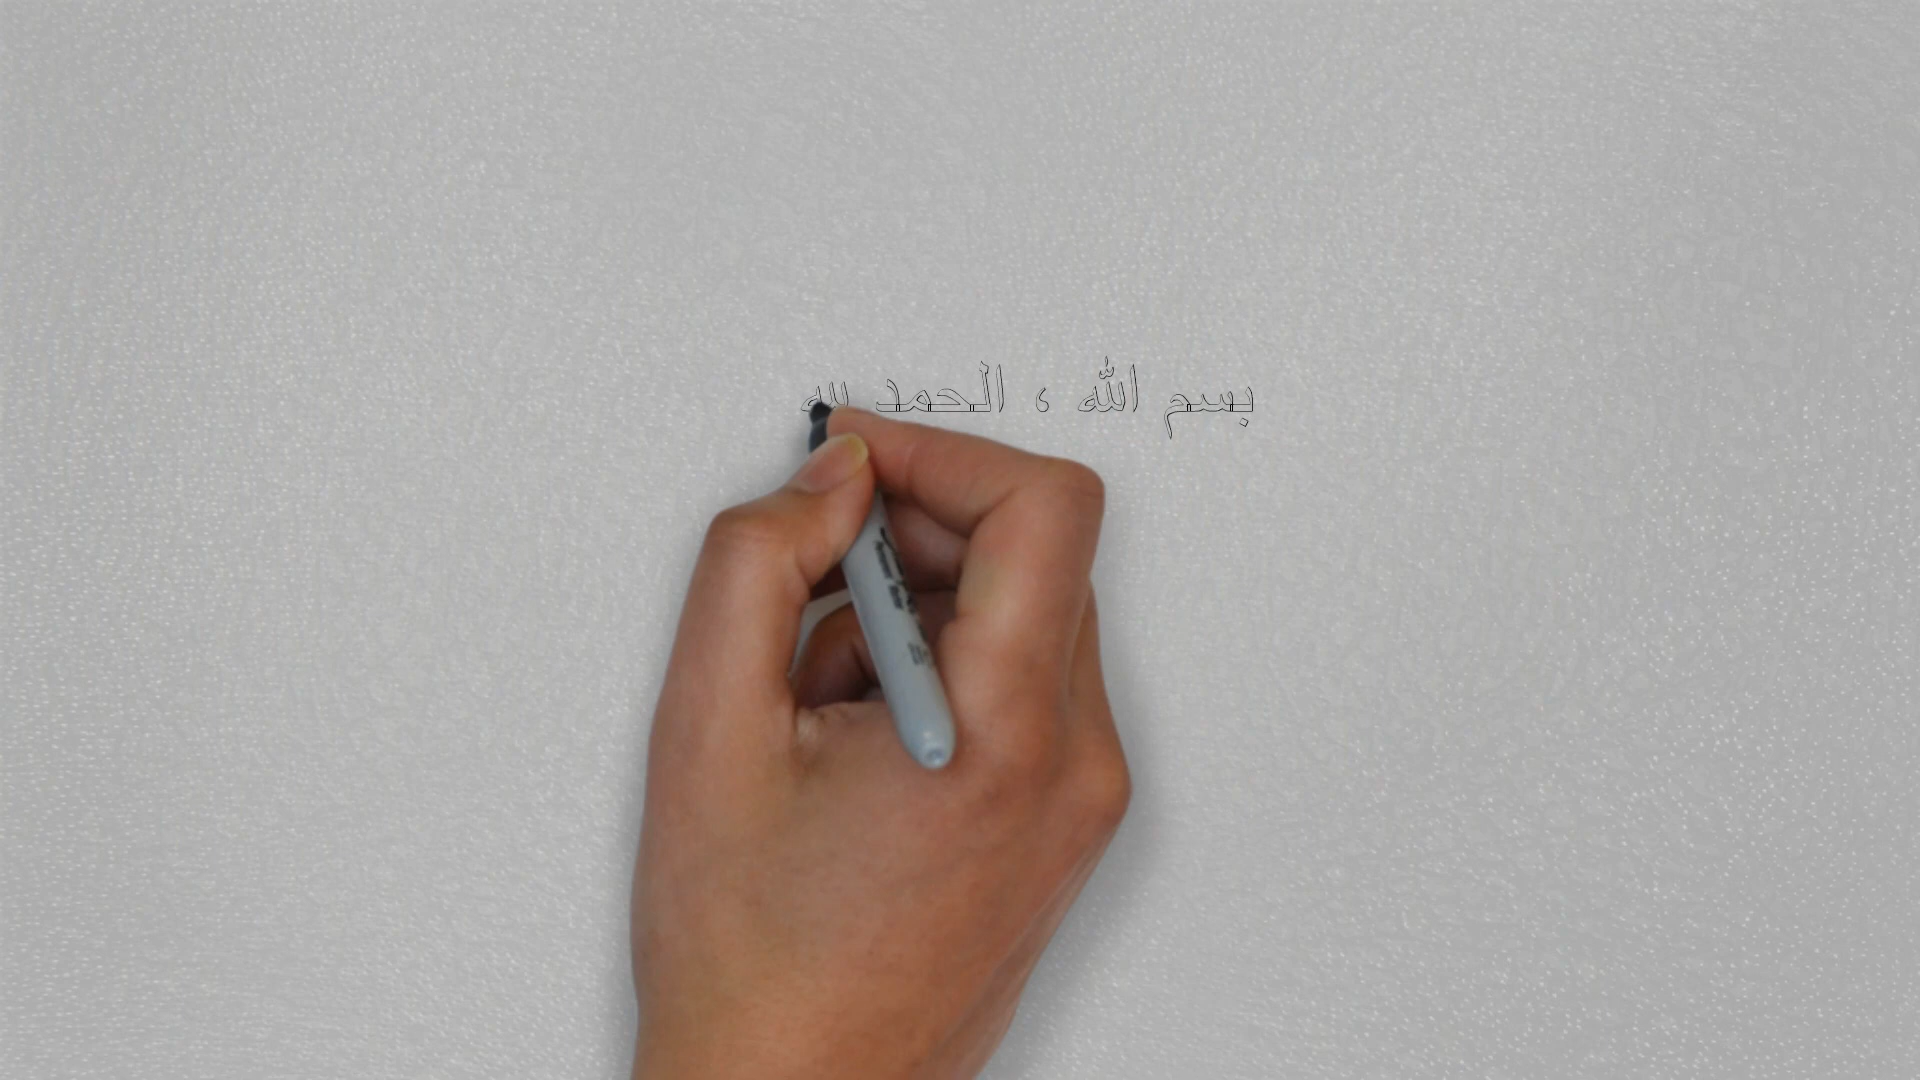 بسم الله ، الحمد لله